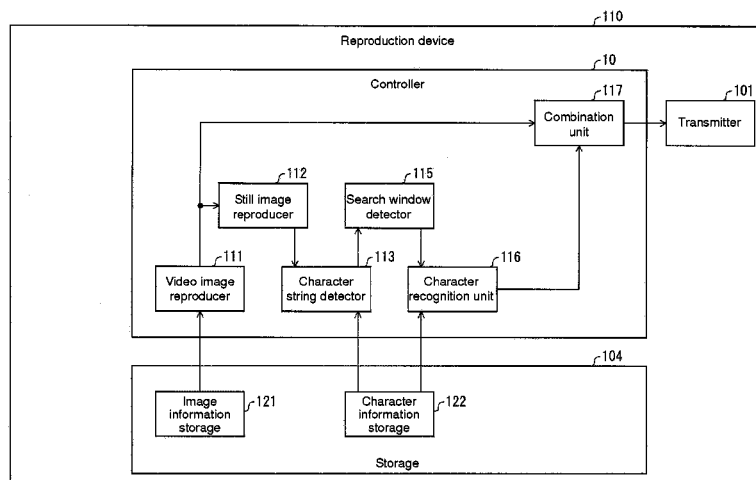 110
Reproduction device
10
Controller
117
Combination
unit
101
Transmitter
112
Still image
reproducer
115
Search window
detector
111
Video image
reproducer
113
Character
string detector
116
Character
recognition unit
104
Image
information
storage
121
Character
information
storage
122
Storage